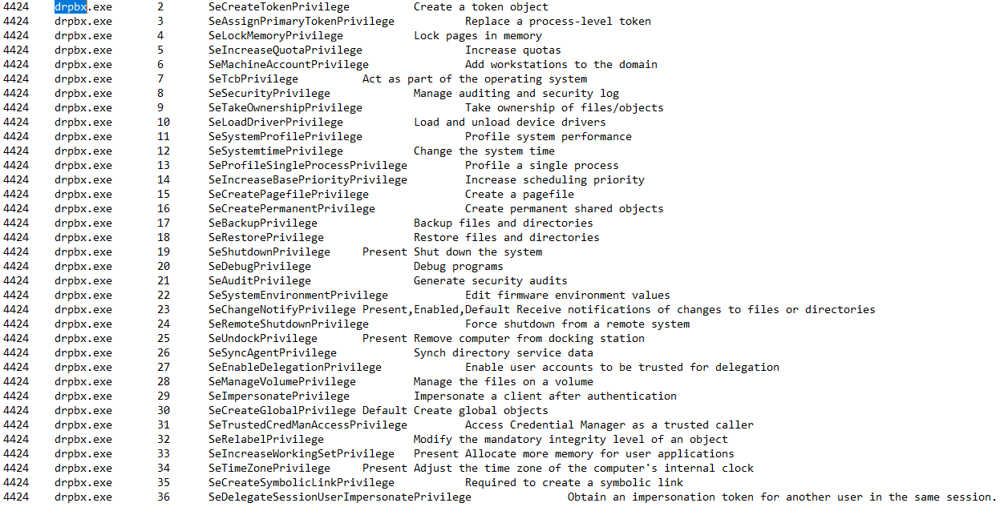 4424 drpbx.exe 2 SeCreateTokenPrivilege Create a token object
4424 drpbx.exe 3 SeAssignPrimaryTokenPrivilege Replace a process-level token
4424 drpbx.exe 4 SeLockMemoryPrivilege Lock pages in memory
4424 drpbx.exe 5 SeIncreaseQuotaPrivilege Increase quotas
4424 drpbx.exe 6 SeMachineAccountPrivilege Add workstations to the domain
4424 drpbx.exe 7 SeTcbPrivilege Act as part of the operating system
4424 drpbx.exe 8 SeSecurityPrivilege Manage auditing and security log
4424 drpbx.exe 9 SeTakeOwnershipPrivilege Take ownership of files/objects
4424 drpbx.exe 10 SeLoadDriverPrivilege Load and unload device drivers
4424 drpbx.exe 11 SeSystemProfilePrivilege Profile system performance
4424 drpbx.exe 12 SeSystemtimePrivilege Change the system time
4424 drpbx.exe 13 SeProfileSingleProcessPrivilege Profile a single process
4424 drpbx.exe 14 SeIncreaseBasePriorityPrivilege Increase scheduling priority
4424 drpbx.exe 15 SeCreatePagefilePrivilege Create a pagefile
4424 drpbx.exe 16 SeCreatePermanentPrivilege Create permanent shared objects
4424 drpbx.exe 17 SeBackupPrivilege Backup files and directories
4424 drpbx.exe 18 SeRestorePrivilege Restore files and directories
4424 drpbx.exe 19 SeShutdownPrivilege Present Shut down the system
4424 drpbx.exe 20 SeDebugPrivilege Debug programs
4424 drpbx.exe 21 SeAuditPrivilege Generate security audits
4424 drpbx.exe 22 SeSystemEnvironmentPrivilege Edit firmware environment values
4424 drpbx.exe 23 SeChangeNotifyPrivilege Present,Enabled,Default Receive notifications of changes to files or directories
4424 drpbx.exe 24 SeRemoteShutdownPrivilege Force shutdown from a remote system
4424 drpbx.exe 25 SeUndockPrivilege Present Remove computer from docking station
4424 drpbx.exe 26 SeSyncAgentPrivilege Synch directory service data
4424 drpbx.exe 27 SeEnableDelegationPrivilege Enable user accounts to be trusted for delegation
4424 drpbx.exe 28 SeManageVolumePrivilege Manage the files on a volume
4424 drpbx.exe 29 SeImpersonatePrivilege Impersonate a client after authentication
4424 drpbx.exe 30 SeCreateGlobalPrivilege Default Create global objects
4424 drpbx.exe 31 SeTrustedCredManAccessPrivilege Access Credential Manager as a trusted caller
4424 drpbx.exe 32 SeRelabelPrivilege Modify the mandatory integrity level of an object
4424 drpbx.exe 33 SeIncreaseWorkingSetPrivilege Present Allocate more memory for user applications
4424 drpbx.exe 34 SeTimeZonePrivilege Present Adjust the time zone of the computer's internal clock
4424 drpbx.exe 35 SeCreateSymbolicLinkPrivilege Required to create a symbolic link
4424 drpbx.exe 36 SeDelegateSessionUserImpersonatePrivilege Obtain an impersonation token for another user in the same session.